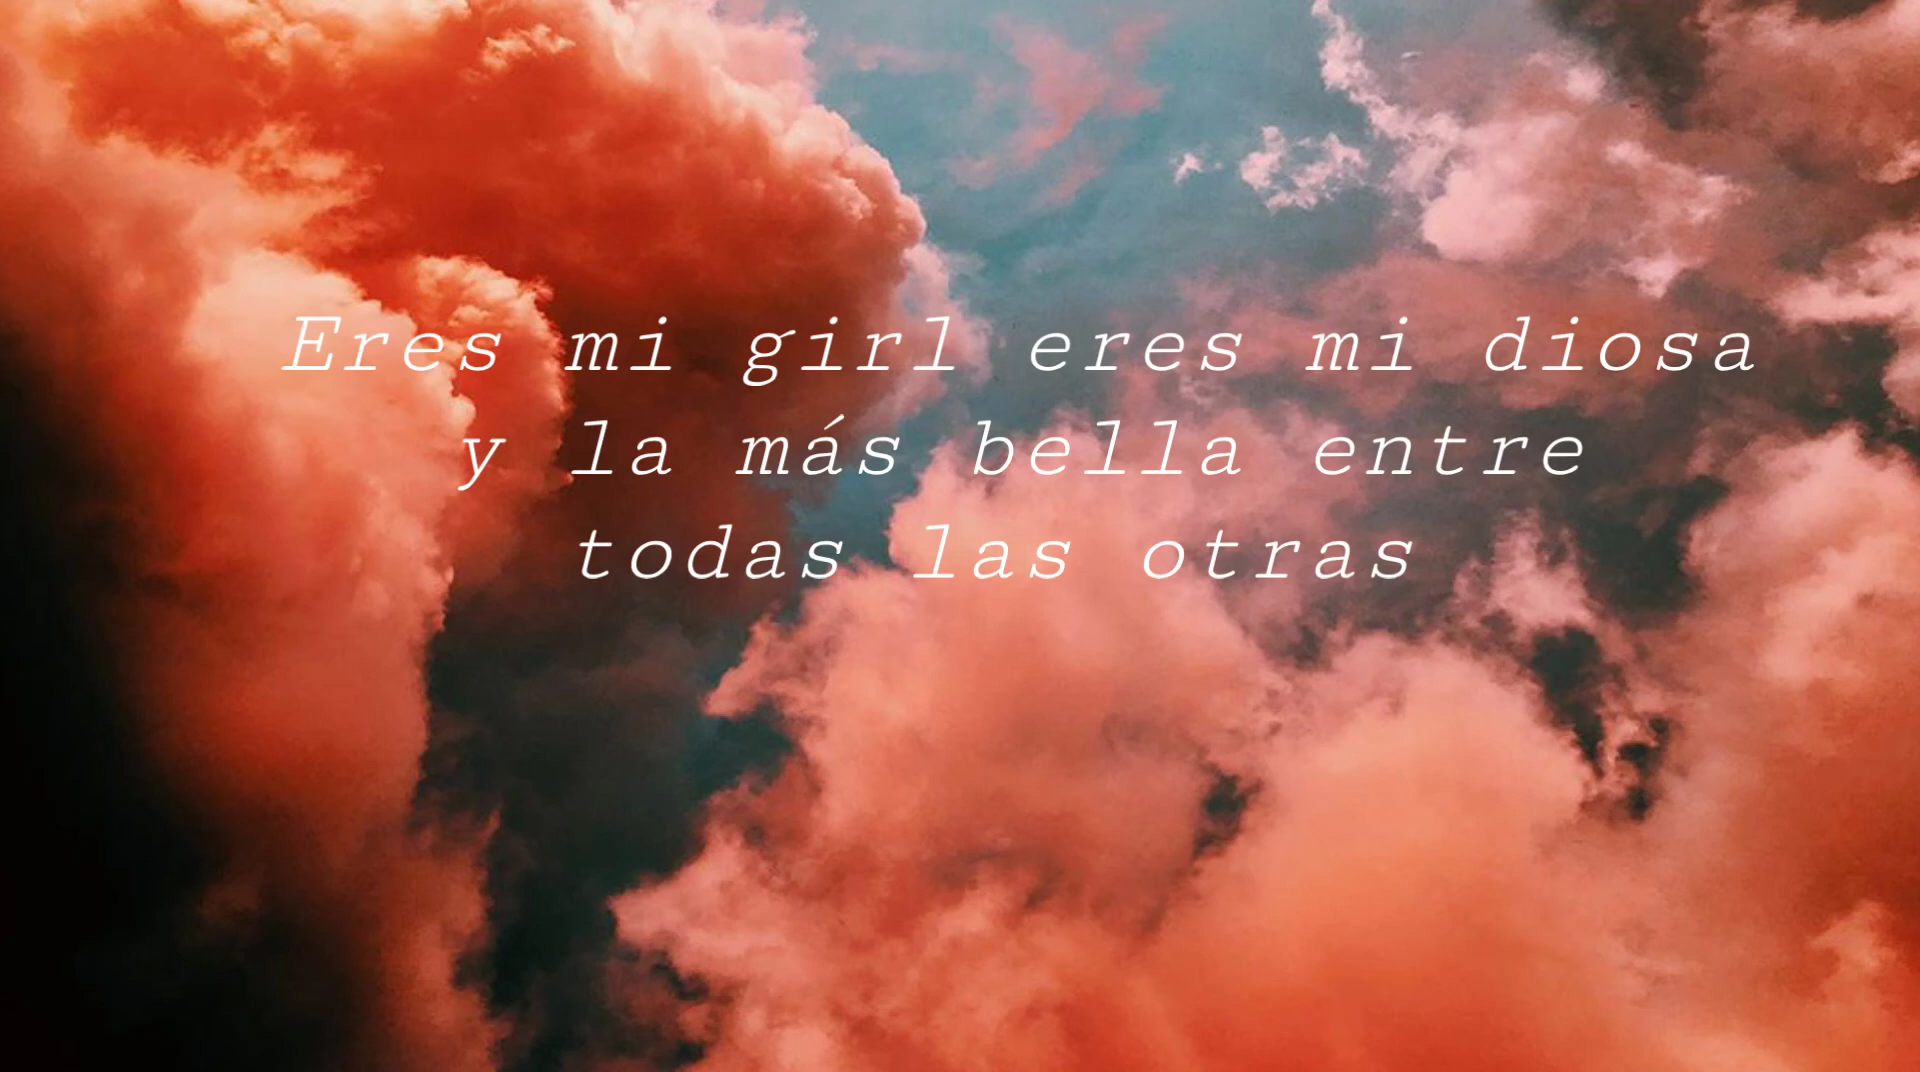 Eres mi girl eres mi diosa
y la más bella entre
todas las otras